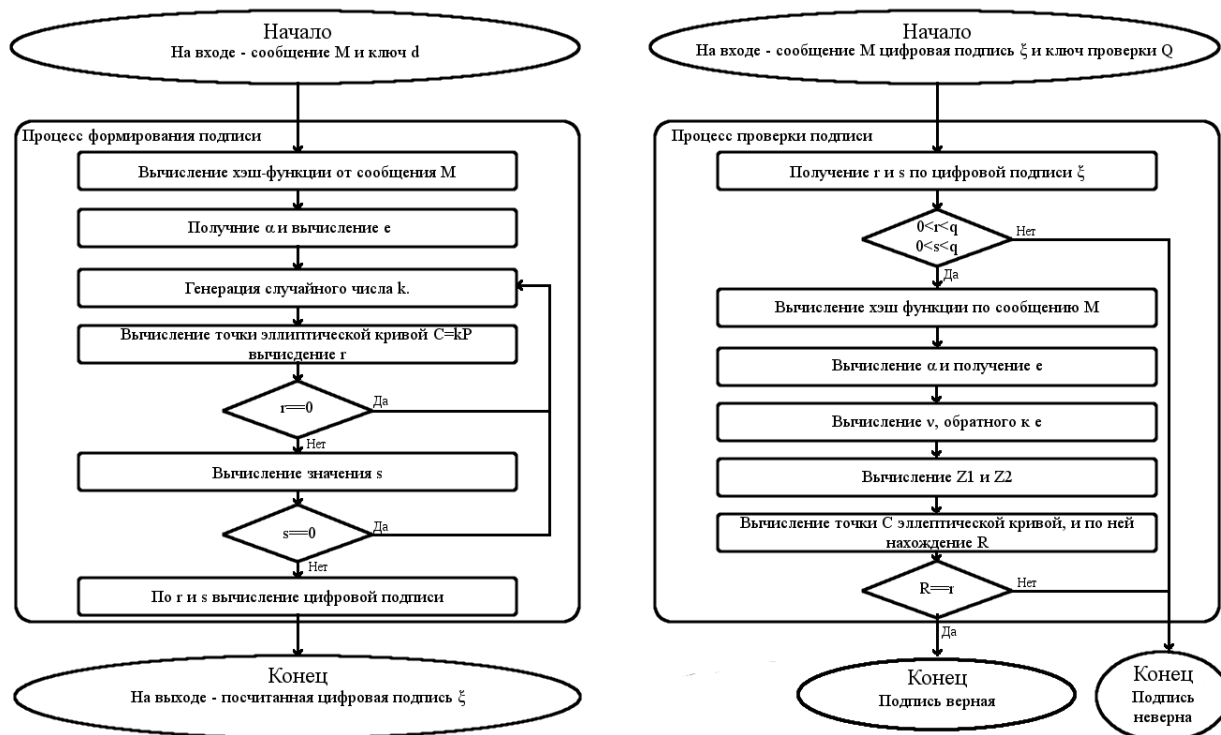 Начало
На входе - сообщение M и ключ d
Процесс формирования подписи
Вычисление хэш-функции от сообщения M
Получние α и вычисление e
Генерация случайного числа k.
Вычисление точки эллиптической кривой C=kP
вычисдение r
r==0
Да
Нет
Вычисление значения s
s==0
Да
Нет
По r и s вычисление цифровой подписи
Конец
На выходе - посчитанная цифровая подпись ξ
Начало
На входе - сообщение M цифровая подпись ξ и ключ проверки Q
Процесс проверки подписи
Получение r и s по цифровой подписи ξ
0<r<q
0<s<q
Нет
Да
Вычисление хэш функции по сообщению M
Вычисление α и получение e
Вычисление ν, обратного к e
Вычисление Z1 и Z2
Вычисление точки C эллептической кривой, и по ней
нахождение R
R==r
Нет
Да
Конец
Подпись верная
Конец
Подпись
неверна